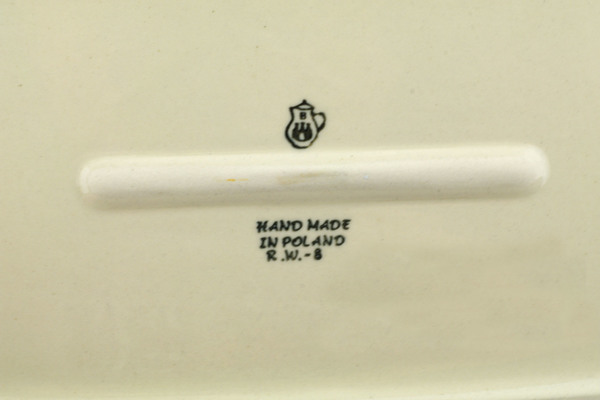 B
HAND MADE
IN POLAND
R.W.-8